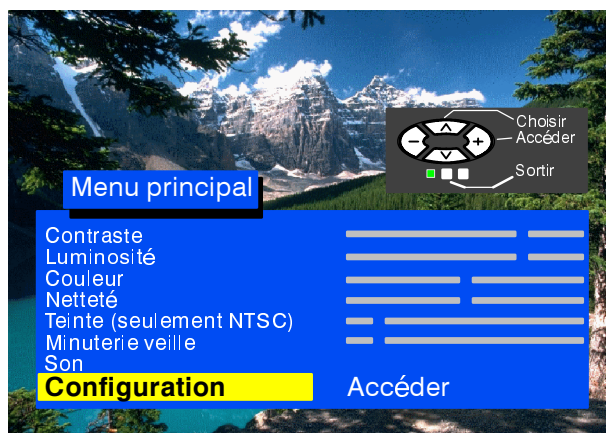 Choisir
Accéder
Sortir
Menu principal
Contraste
Luminosité
Couleur
Netteté
Teinte (seulement NTSC)
Minuterie veille
Son
Configuration Accéder